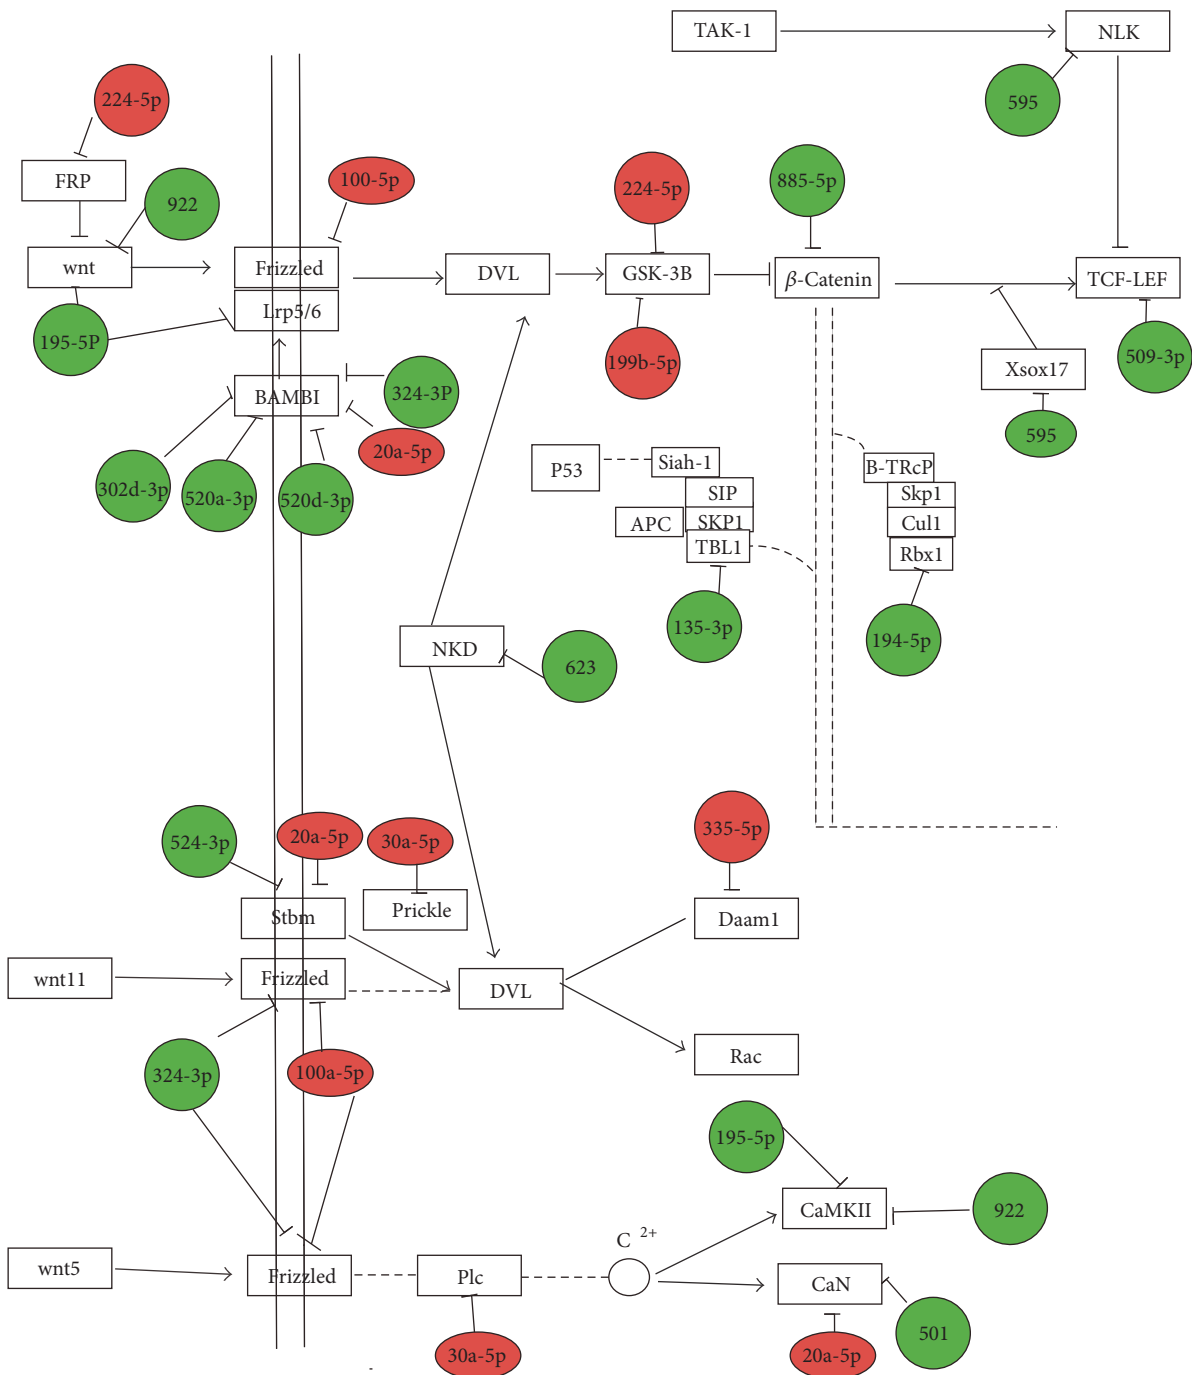 TAK-1
NLK
224-5p
595
FRP
922
100-5p
224-5p
885-5p
wnt
Frizzled
DVL
GSK-3B
β-Catenin
TCF-LEF
Lrp5/6
195-5P
199b-5p
509-3p
Xsox17
BAMBI
324-3P
595
20a-5p
P53
Siah-1
B-TRcP
302d-3p
520a-3p
520d-3p
SIP
Skp1
APC
SKP1
Cul1
TBL1
Rbx1
135-3p
194-5p
NKD
623
524-3p
20a-5p
30a-5p
335-5p
Stbm
Prickle
Daam1
wnt11
Frizzled
DVL
Rac
324-3p
100a-5p
195-5p
CaMKII
922
C 2+
wnt5
Frizzled
Plc
CaN
501
30a-5p
20a-5p